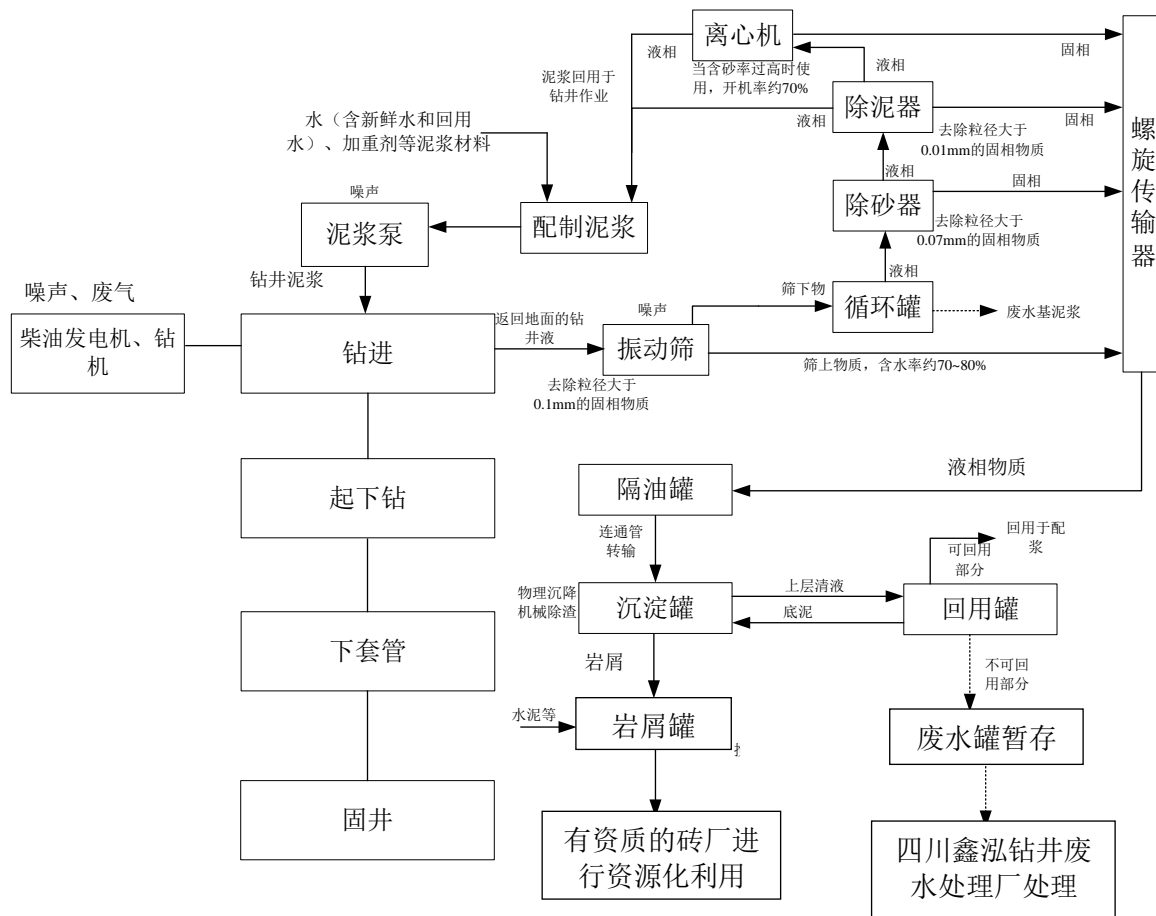 离心机
液相
固相
当含砂率过高时使
用，开机率约70%
液相
泥浆回用于
钻井作业
除泥器
液相
固相
去除粒径大于
0.01mm的固相物质
水（含新鲜水和回用
水）、加重剂等泥浆材料
液相
螺
旋
传
输
器
噪声
泥浆泵
配制泥浆
除砂器
固相
去除粒径大于
0.07mm的固相物质
钻井泥浆
液相
噪声、废气
柴油发电机、钻
机
钻进
返回地面的钻
井液
噪声
振动筛
筛下物
循环罐
废水基泥浆
筛上物质，含水率约70~80%
去除粒径大于
0.1mm的固相物质
起下钻
隔油罐
液相物质
连通管
转输
回用于配
浆
可回用
部分
物理沉降
机械除渣
沉淀罐
上层清液
底泥
回用罐
下套管
岩屑
不可回
用部分
水泥等
岩屑罐
废水罐暂存
固井
有资质的砖厂进
行资源化利用
四川鑫泓钻井废
水处理厂处理